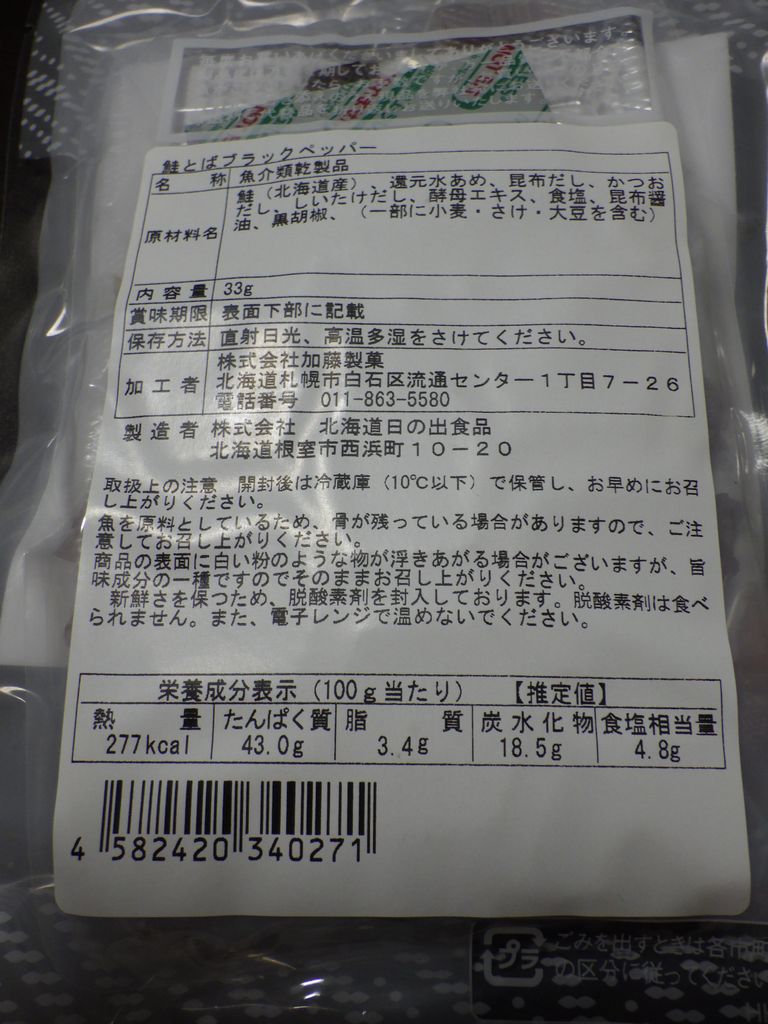 鮭とばブラックペッパー
名称 魚介類乾製品
原材料名 鮭（北海道産）、還元水あめ、昆布だし、かつお
だし、しいたけだし、酵母エキス、食塩、昆布醤
油、黒胡椒、（一部に小麦・さけ・大豆を含む）
内容量 33g
賞味期限 表面下部に記載
保存方法 直射日光、高温多湿をさけてください。
加工者 株式会社加藤製菓
北海道札幌市白石区流通センター１丁目７－２６
電話番号 011-863-5580
製造者 株式会社 北海道日の出食品
北海道根室市西浜町１０－２０
取扱上の注意 開封後は冷蔵庫（10℃以下）で保管し、お早めにお召
し上がりください。
魚を原料としているため、骨が残っている場合がありますので、ご注
意してお召し上がりください。
商品の表面に白い粉のような物が浮きあがる場合がございますが、旨
味成分の一種ですのでそのままお召し上がりください。
新鮮さを保つため、脱酸素剤を封入しております。脱酸素剤は食べ
られません。また、電子レンジで温めないでください。
栄養成分表示（100g当たり） 【推定値】
熱量 たんぱく質 脂質 炭水化物 食塩相当量
277kcal 43.0g 3.4g 18.5g 4.8g
4 582420 340271
プラ
ごみを出すときは各市町
の区分に従ってくださ